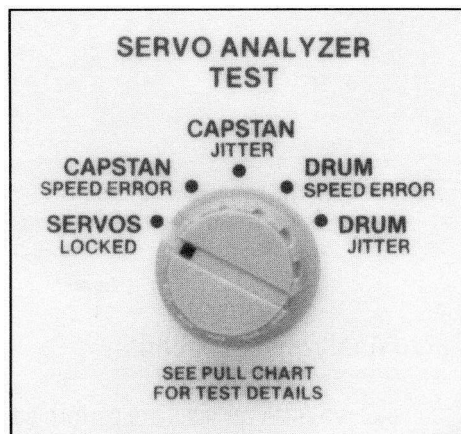 SERVO ANALYZER
TEST
CAPSTAN
JITTER
CAPSTAN
SPEED ERROR
DRUM
SPEED ERROR
SERVOS
LOCKED
DRUM
JITTER
SEE PULL CHART
FOR TEST DETAILS